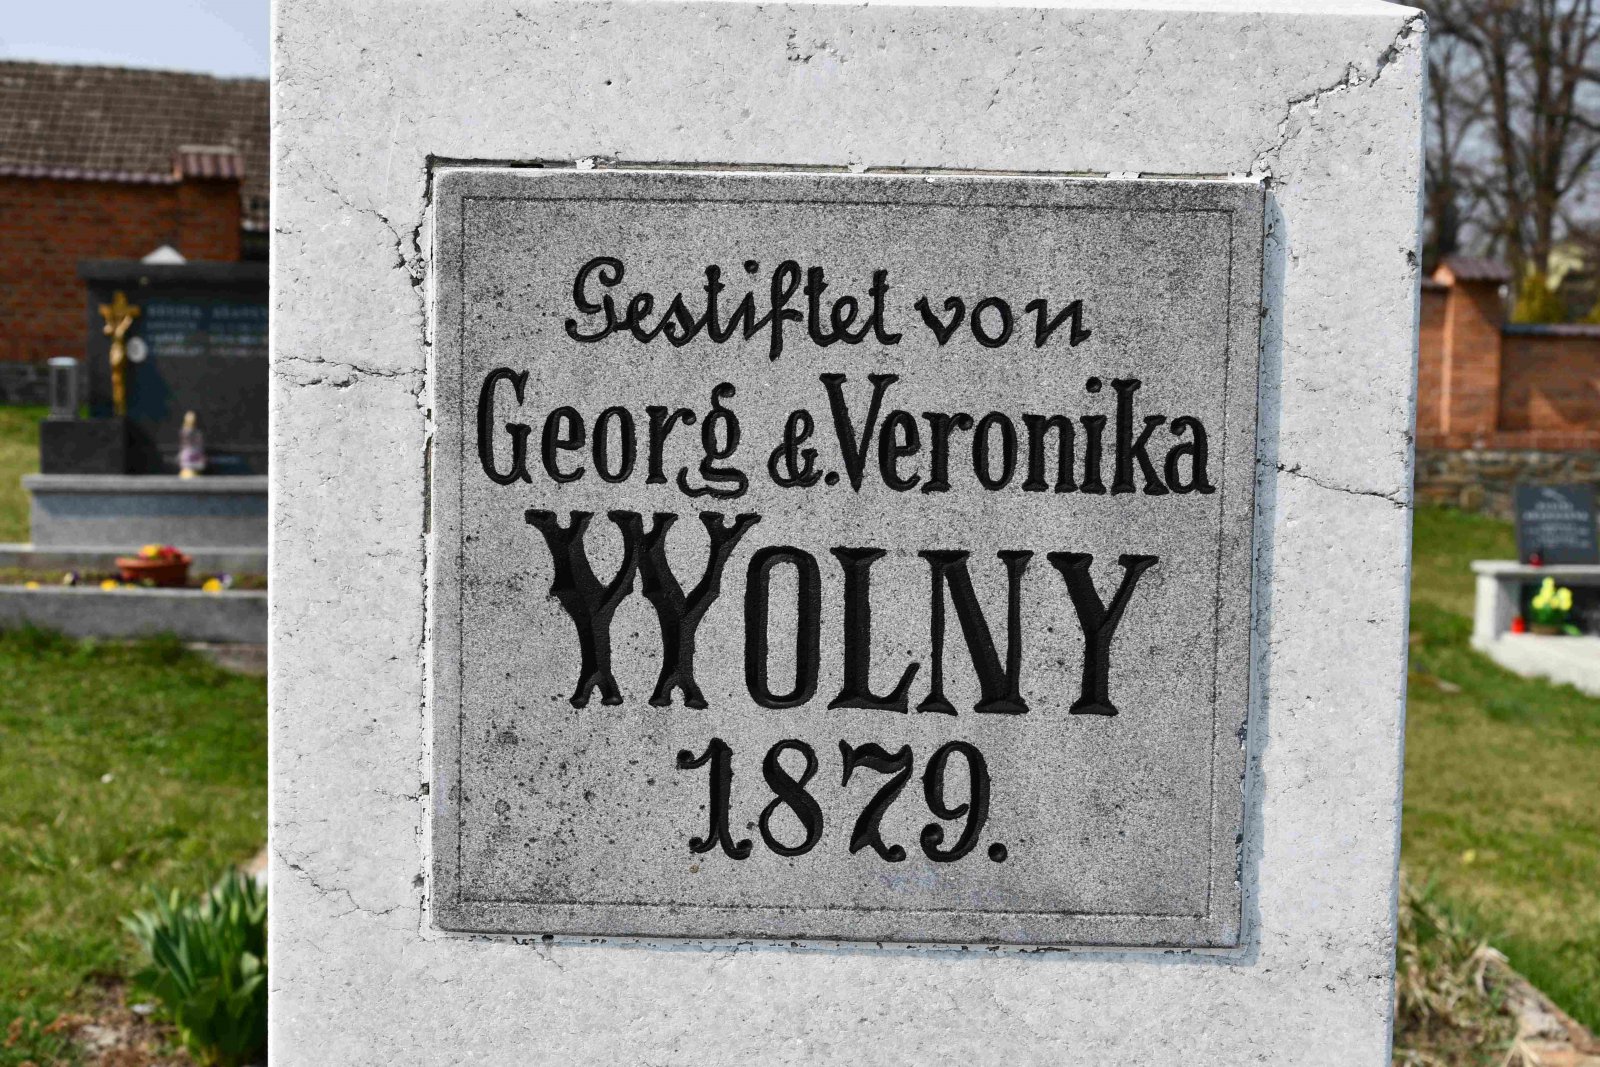 Gestiftet von
Georg &. Veronika
WOLNY
1879.